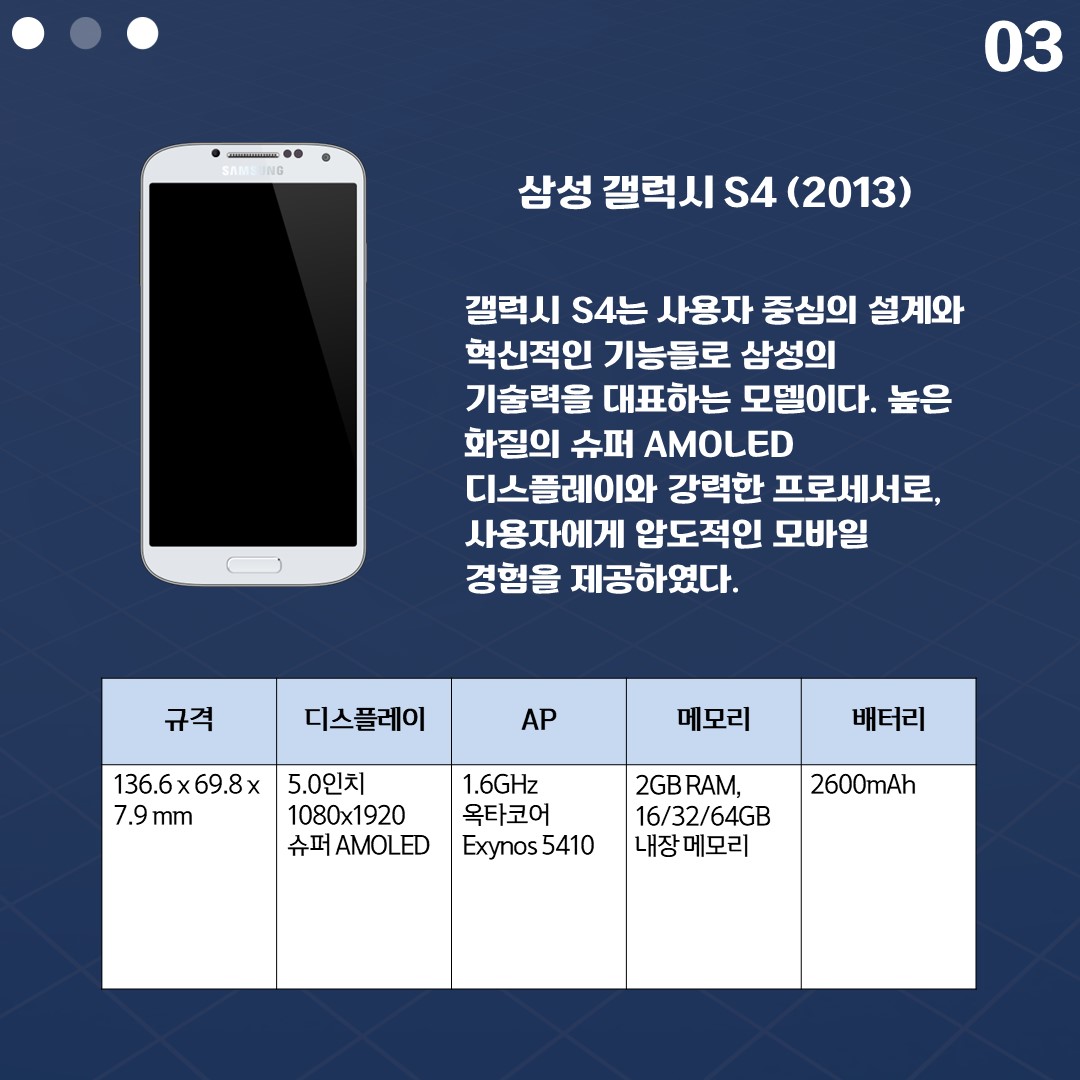 03
SAMSUNG
삼성 갤럭시 S4 (2013)
갤럭시 S4는 사용자 중심의 설계와
혁신적인 기능들로 삼성의
기술력을 대표하는 모델이다. 높은
화질의 슈퍼 AMOLED
디스플레이와 강력한 프로세서로,
사용자에게 압도적인 모바일
경험을 제공하였다.
규격 디스플레이 AP 메모리 배터리
136.6 x 69.8 x 5.0인치 1.6GHz 2GB RAM, 2600mAh
7.9 mm 1080x1920 옥타코어 16/32/64GB
슈퍼 AMOLED Exynos 5410 내장 메모리